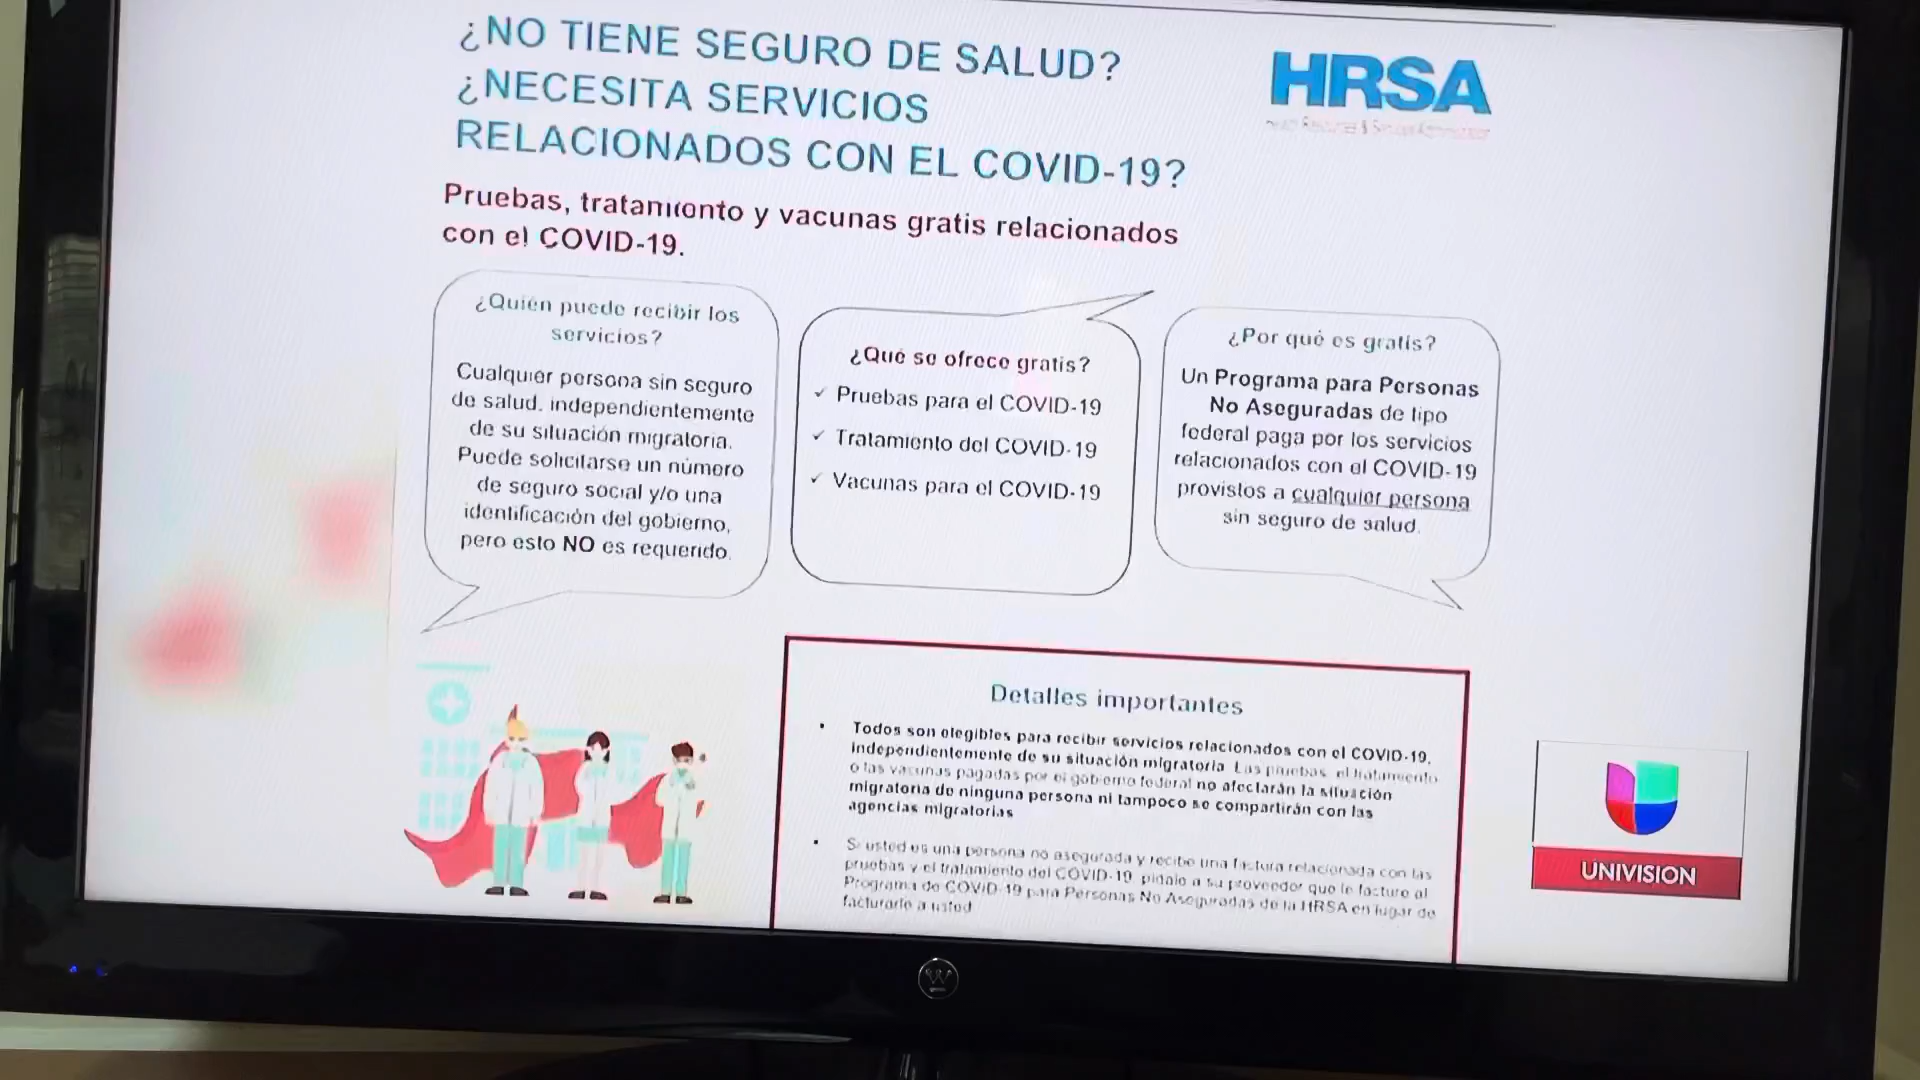 ¿NO TIENE SEGURO DE SALUD?
¿NECESITA SERVICIOS
RELACIONADOS CON EL COVID-19?
HRSA
Pruebas, tratamiento y vacunas gratis relacionados
con el COVID-19.
¿Quién puede recibir los
servicios?
Cualquier persona sin seguro
de salud, independientemente
de su situación migratoria.
Puede solicitarse un número
de seguro social y/o una
identificación del gobierno,
pero esto NO es requerido.
¿Qué se ofrece gratis?
✓ Pruebas para el COVID-19
✓ Tratamiento del COVID-19
✓ Vacunas para el COVID-19
¿Por qué es gratis?
Un Programa para Personas
No Aseguradas de tipo
federal paga por los servicios
relacionados con el COVID-19
provistos a cualquier persona
sin seguro de salud.
Detalles importantes
• Todos son elegibles para recibir servicios relacionados con el COVID-19,
independientemente de su situación migratoria. Las pruebas, el tratamiento
o las vacunas pagadas por el gobierno federal no afectarán la situación
migratoria de ninguna persona ni tampoco se compartirán con las
agencias migratorias
• Si usted es una persona no asegurada y recibe una factura relacionada con las
pruebas y el tratamiento del COVID-19, pídale a su proveedor que le facture al
Programa de COVID-19 para Personas No Aseguradas de la HRSA en lugar de
facturarle a usted
UNIVISION